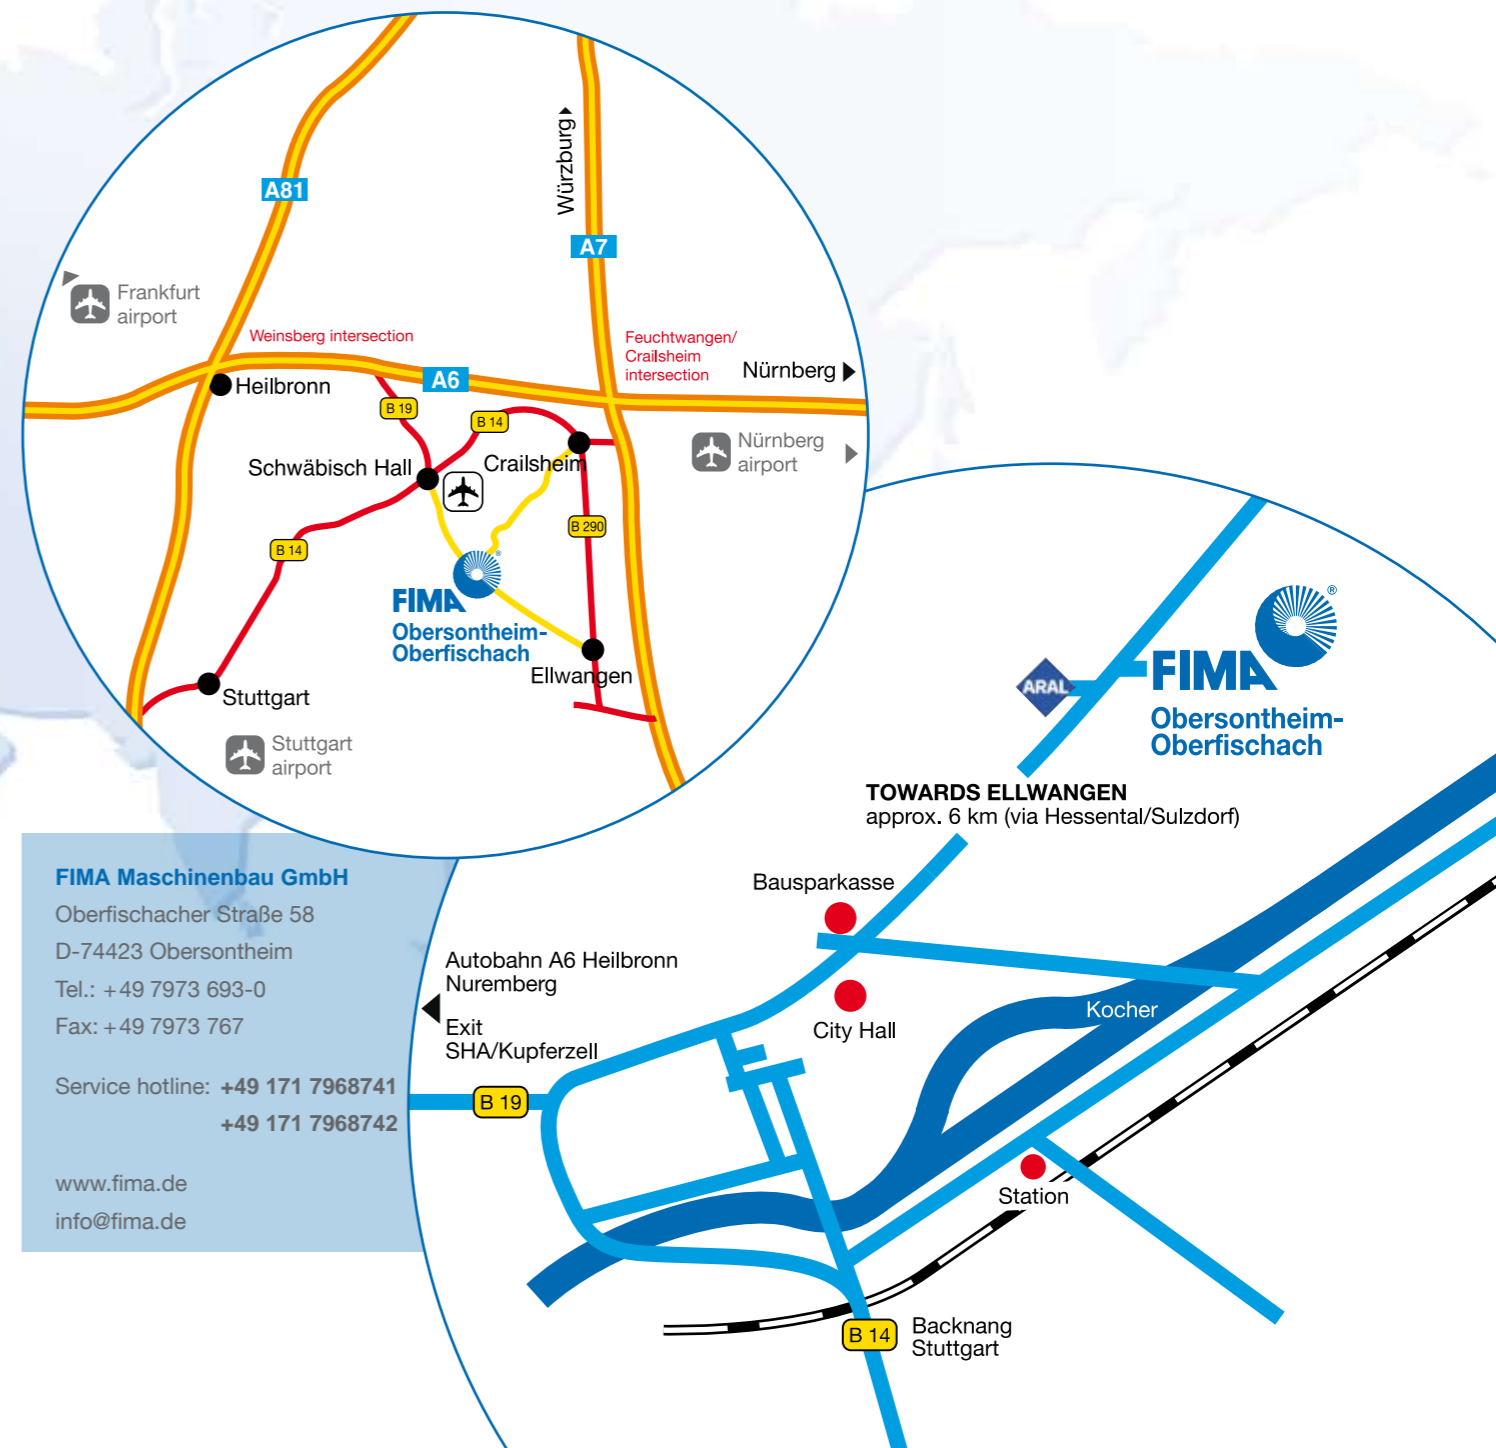 A81
Würzburg
A7
Frankfurt
airport
Weinsberg intersection
Feuchtwangen/
Crailsheim
intersection
Nürnberg
A6
Heilbronn
B 19
B 14
Nürnberg
airport
Schwäbisch Hall
Crailsheim
B 290
B 14
®
FIMA
Obersontheim-
Oberfischach
Ellwangen
Stuttgart
Stuttgart
airport
®
ARAL
FIMA
Obersontheim-
Oberfischach
TOWARDS ELLWANGEN
approx. 6 km (via Hessental/Sulzdorf)
Bausparkasse
City Hall
Kocher
Autobahn A6 Heilbronn
Nuremberg
Exit
SHA/Kupferzell
B 19
Station
B 14
Backnang
Stuttgart
FIMA Maschinenbau GmbH
Oberfischacher Straße 58
D-74423 Obersontheim
Tel.: +49 7973 693-0
Fax: +49 7973 767
Service hotline: +49 171 7968741
+49 171 7968742
www.fima.de
info@fima.de